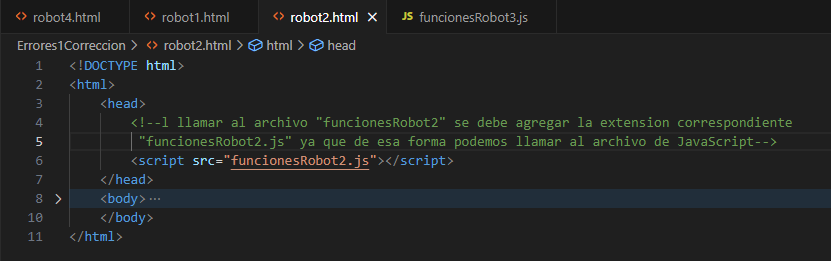 robot4.html robot1.html robot2.html JS funcionesRobot3.js
Errores1Correccion > robot2.html > html > head
1 <!DOCTYPE html>
2 <html>
3 <head>
4 <!--l llamar al archivo "funcionesRobot2" se debe agregar la extension correspondiente
5 "funcionesRobot2.js" ya que de esa forma podemos llamar al archivo de JavaScript-->
6 <script src="funcionesRobot2.js"></script>
7 </head>
8 <body>···
10 </body>
11 </html>